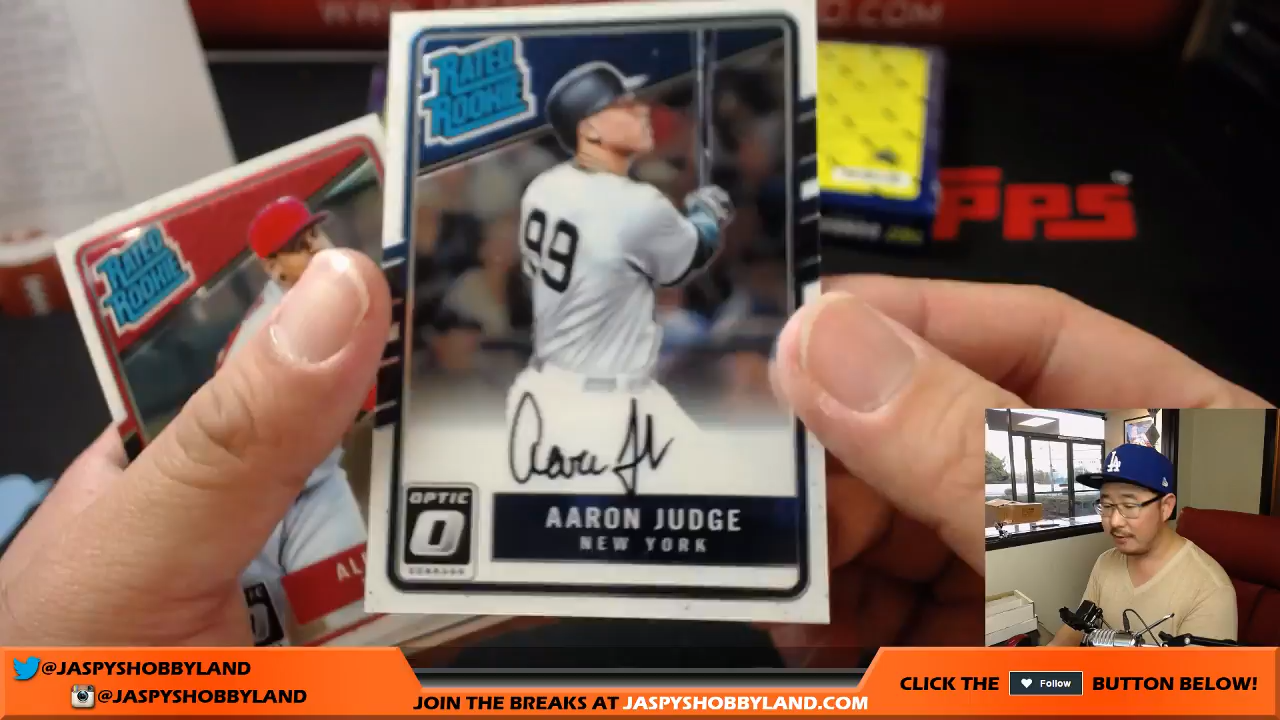 RATED
ROOKIE
RATED
ROOKIE
99
Aaron J
OPTIC
O
AARON JUDGE
NEW YORK
AL
PPS
LA
@JASPYSHOBBYLAND
@JASPYSHOBBYLAND
JOIN THE BREAKS AT JASPYSHOBBYLAND.COM
CLICK THE Follow BUTTON BELOW!